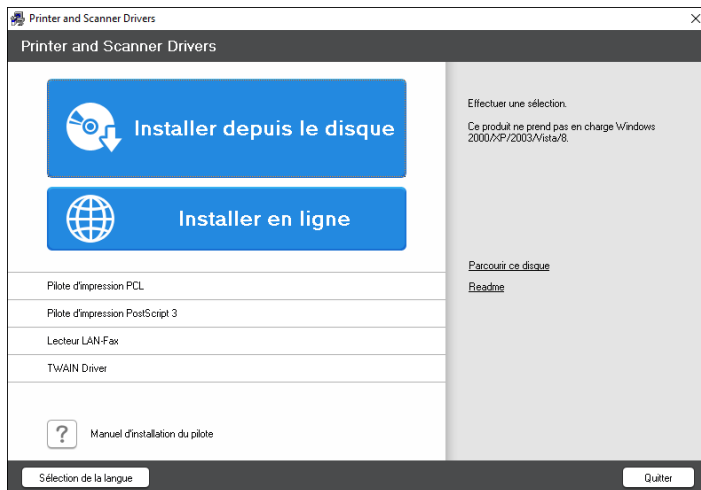 Printer and Scanner Drivers
Printer and Scanner Drivers
Installer depuis le disque
Installer en ligne
Pilote d'impression PCL
Pilote d'impression PostScript 3
Lecteur LAN-Fax
TWAIN Driver
? Manuel d'installation du pilote
Effectuer une sélection.
Ce produit ne prend pas en charge Windows
2000/XP/2003/Vista/8.
Parcourir ce disque
Readme
Sélection de la langue
Quitter